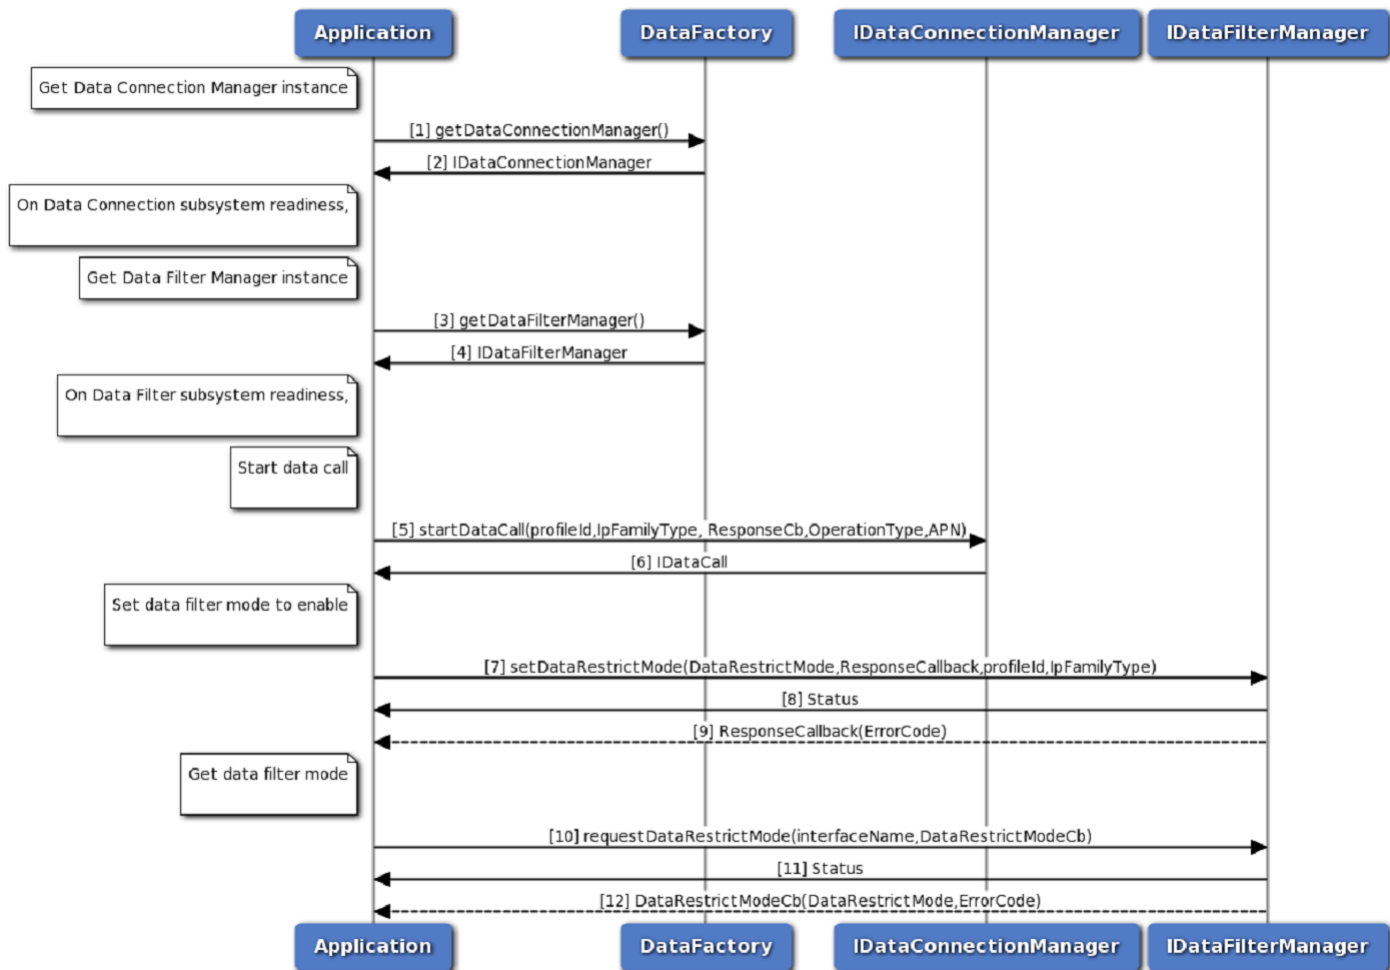 Application
DataFactory
IDataConnectionManager
IDataFilterManager
Get Data Connection Manager instance
[1] getDataConnectionManager()
[2] IDataConnectionManager
On Data Connection subsystem readiness,
Get Data Filter Manager instance
[3] getDataFilterManager()
[4] IDataFilterManager
On Data Filter subsystem readiness,
Start data call
[5] startDataCall(profileId,IpFamilyType, ResponseCb,OperationType,APN)
[6] IDataCall
Set data filter mode to enable
[7] setDataRestrictMode(DataRestrictMode,ResponseCallback,profileId,IpFamilyType)
[8] Status
[9] ResponseCallback(ErrorCode)
Get data filter mode
[10] requestDataRestrictMode(interfaceName,DataRestrictModeCb)
[11] Status
[12] DataRestrictModeCb(DataRestrictMode,ErrorCode)
Application
DataFactory
IDataConnectionManager
IDataFilterManager